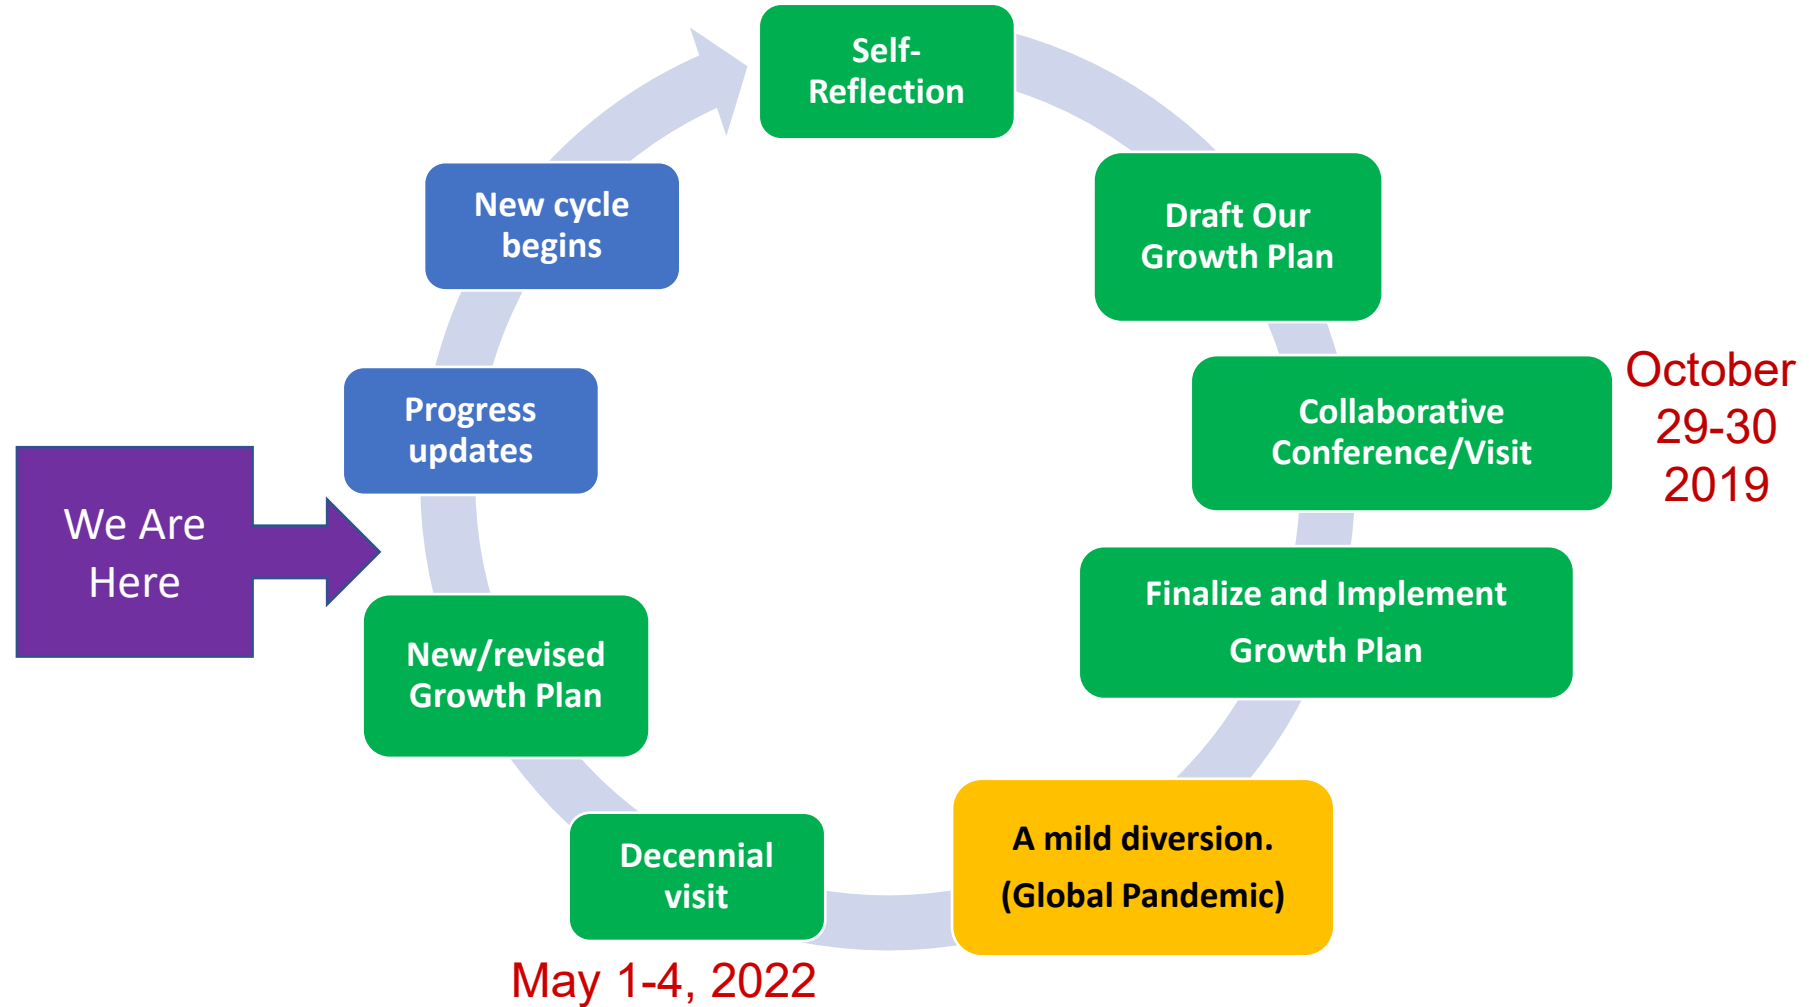 Self-
Reflection
Draft Our
Growth Plan
Collaborative
Conference/Visit
October
29-30
2019
Finalize and Implement
Growth Plan
A mild diversion.
(Global Pandemic)
Decennial
visit
May 1-4, 2022
New/revised
Growth Plan
We Are
Here
Progress
updates
New cycle
begins